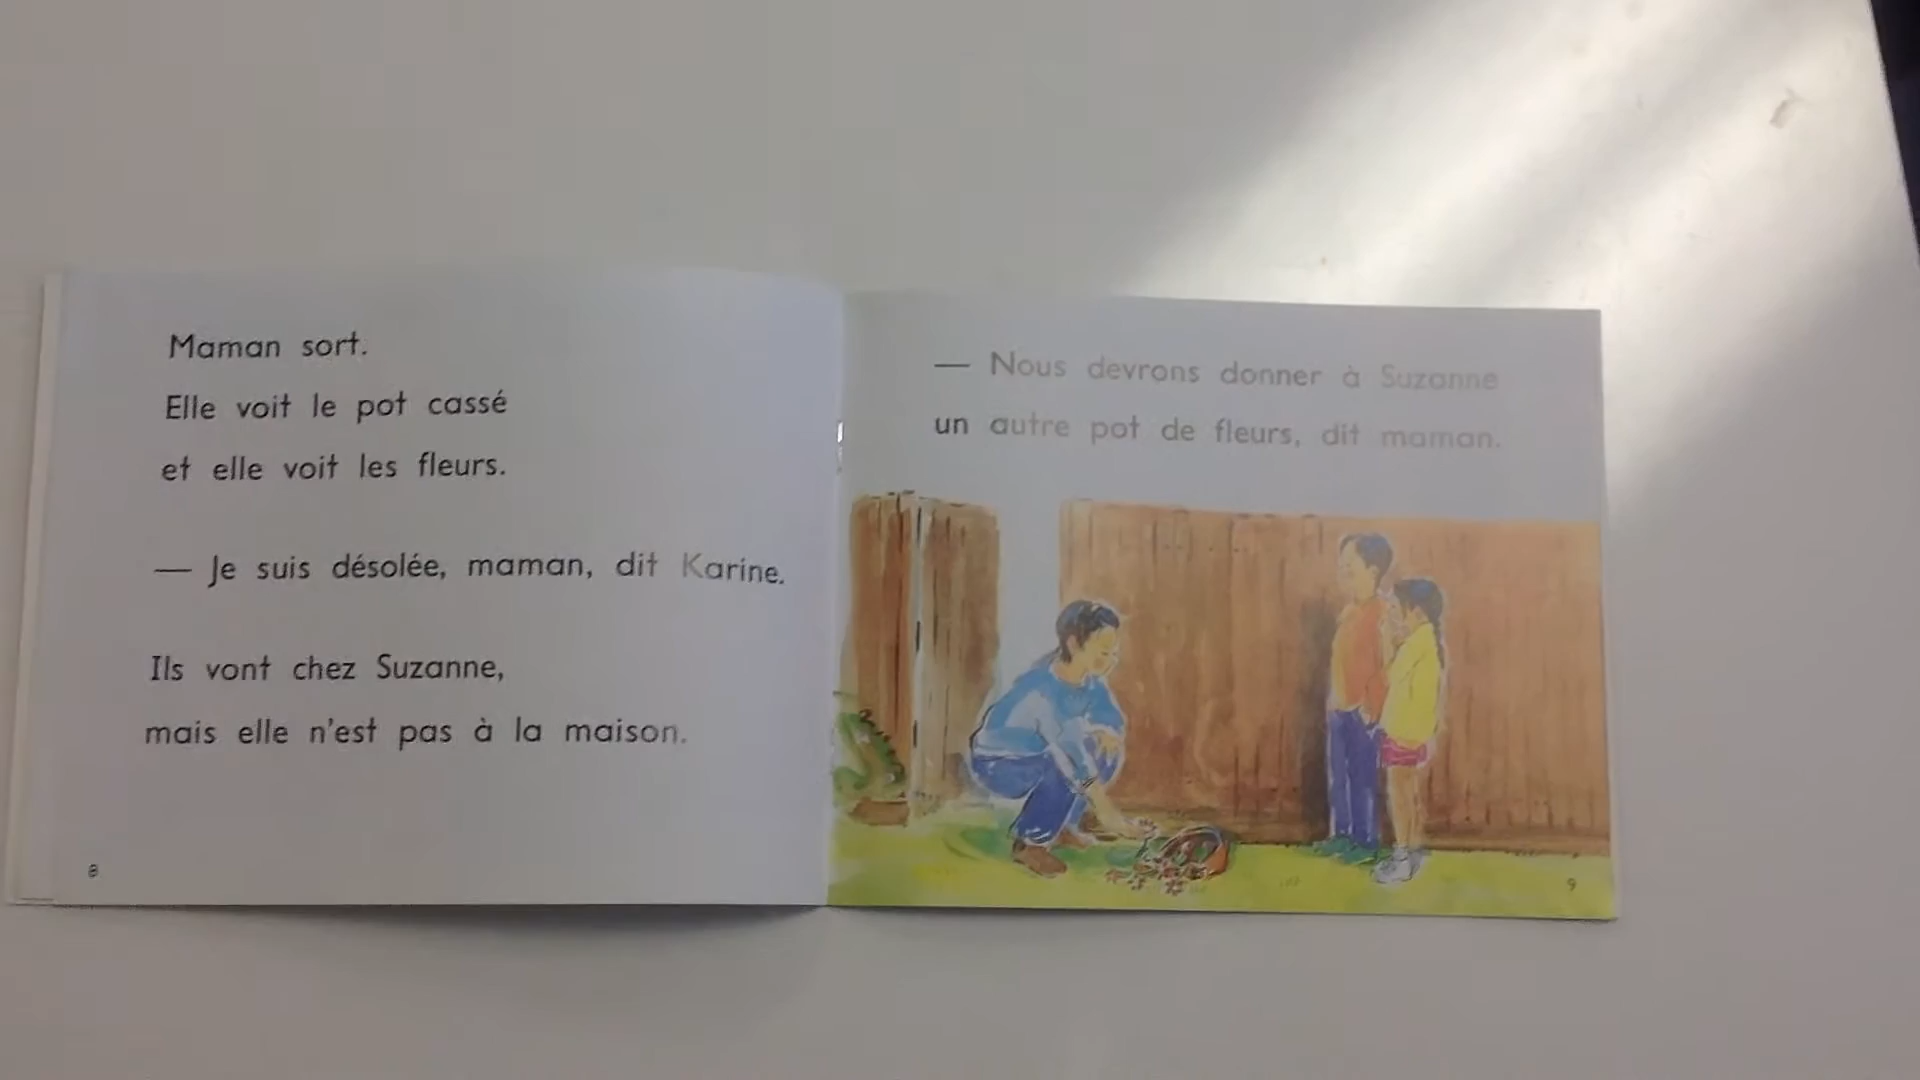 Maman sort.
Elle voit le pot cassé
et elle voit les fleurs.
— Je suis désolée, maman, dit Karine.
Ils vont chez Suzanne,
mais elle n'est pas à la maison.
8
— Nous devrons donner à Suzanne
un autre pot de fleurs, dit maman.
9